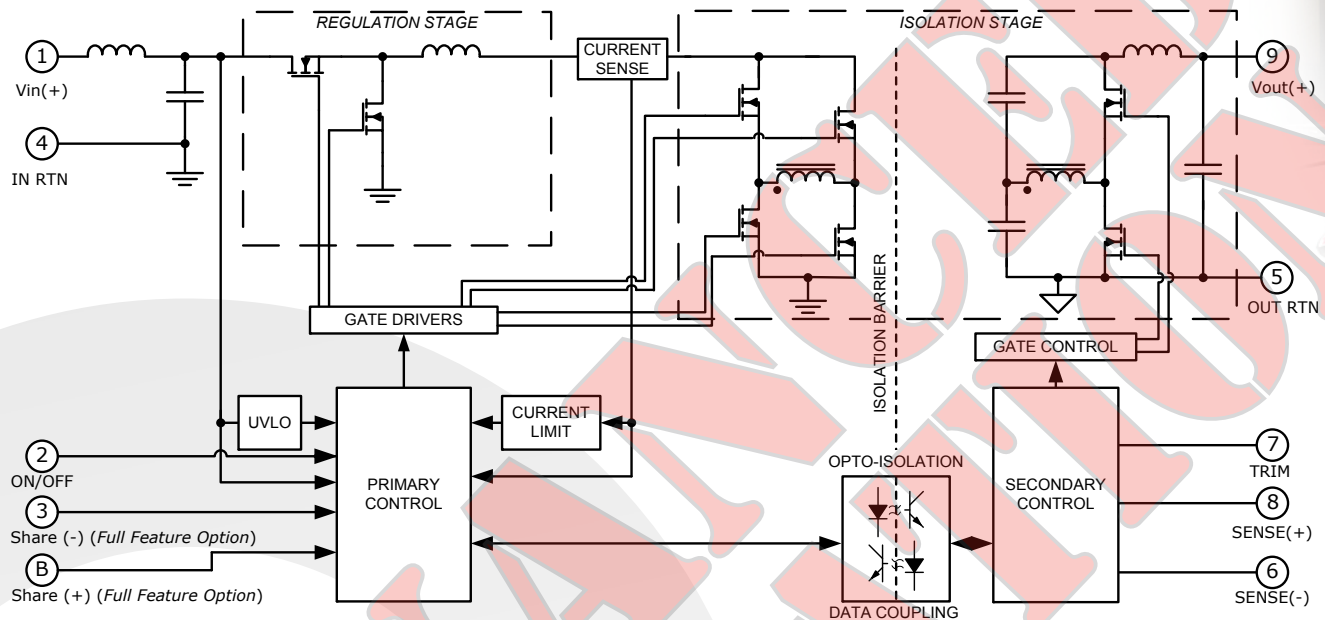 REGULATION STAGE
ISOLATION STAGE
1
Vin(+)
CURRENT
SENSE
9
Vout(+)
4
IN RTN
ISOLATION BARRIER
5
OUT RTN
GATE DRIVERS
GATE CONTROL
UVLO
CURRENT
LIMIT
2
ON/OFF
PRIMARY
CONTROL
OPTO-ISOLATION
SECONDARY
CONTROL
7
TRIM
3
Share (-) (Full Feature Option)
8
SENSE(+)
B
Share (+) (Full Feature Option)
6
SENSE(-)
DATA COUPLING